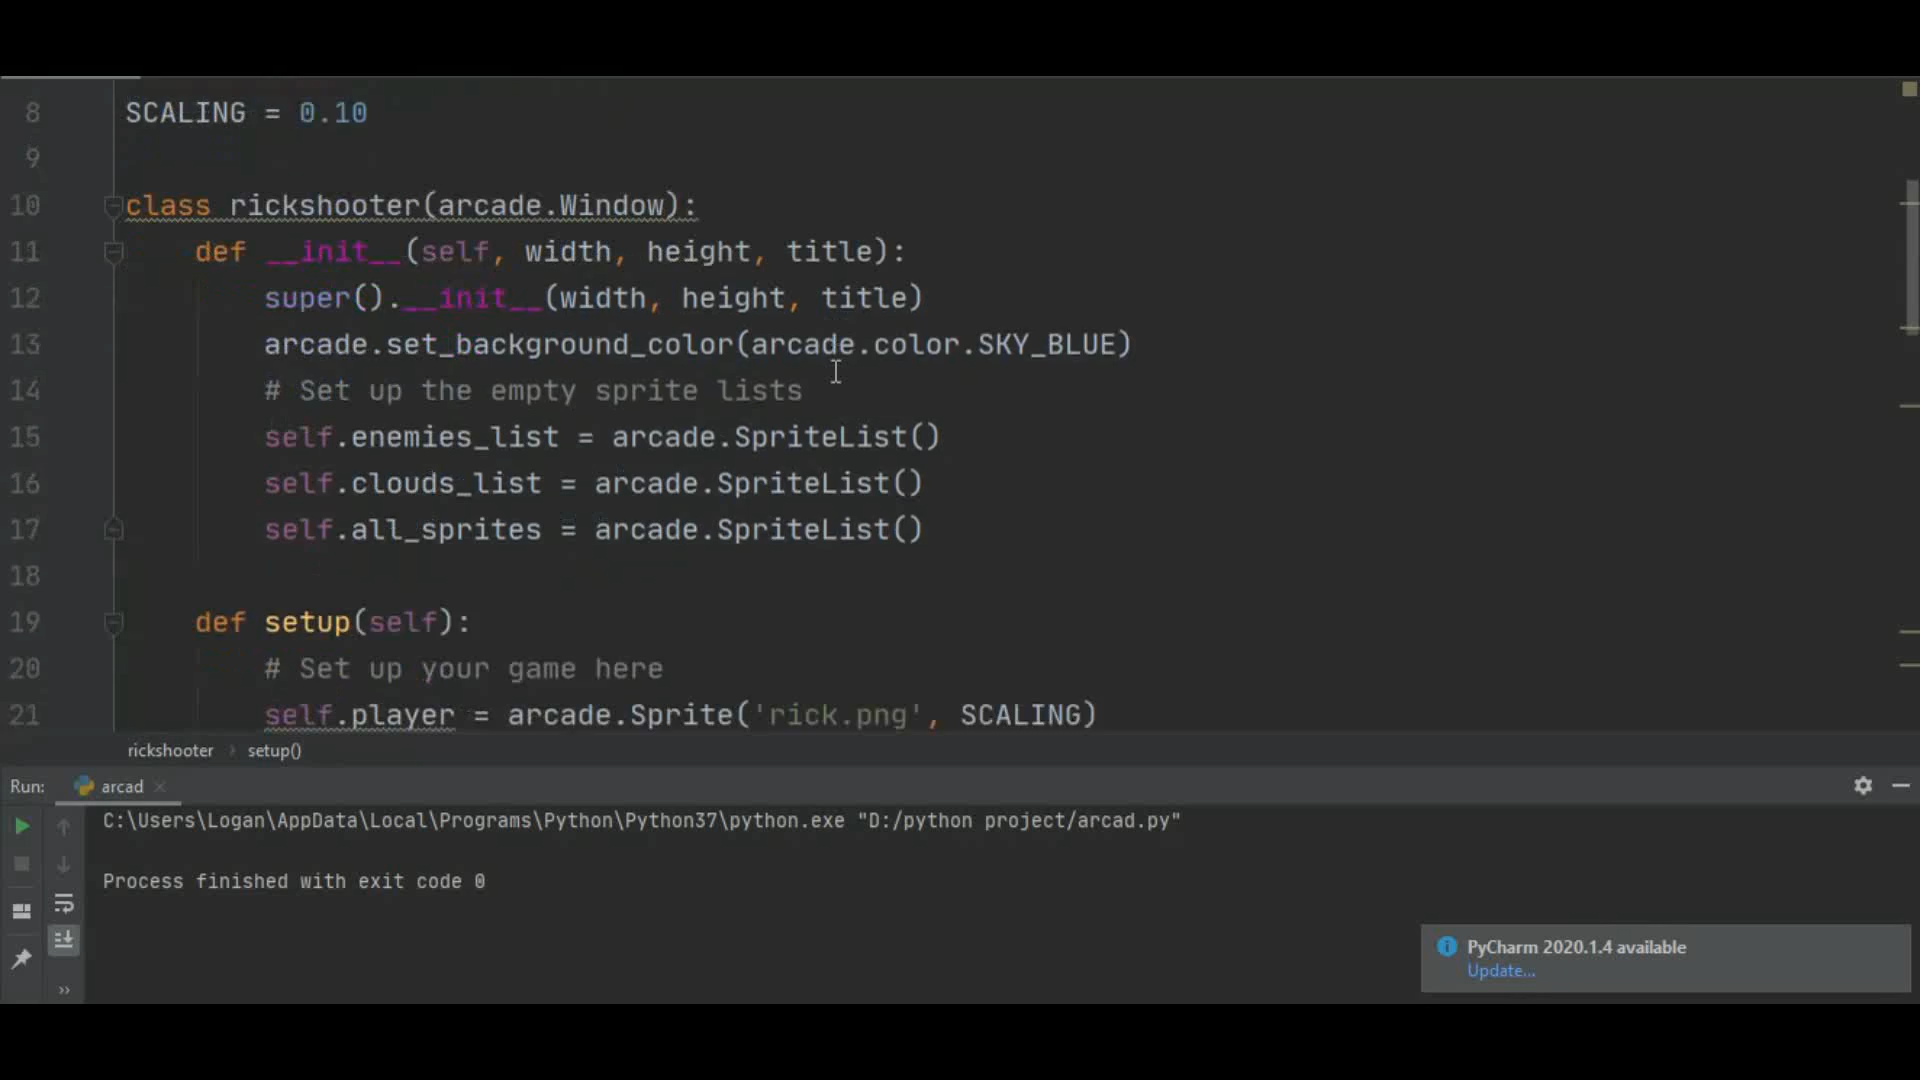 8 SCALING = 0.10
9
10 class rickshooter(arcade.Window):
11 def __init__(self, width, height, title):
12 super().__init__(width, height, title)
13 arcade.set_background_color(arcade.color.SKY_BLUE)
14 # Set up the empty sprite lists
15 self.enemies_list = arcade.SpriteList()
16 self.clouds_list = arcade.SpriteList()
17 self.all_sprites = arcade.SpriteList()
18
19 def setup(self):
20 # Set up your game here
21 self.player = arcade.Sprite('rick.png', SCALING)
rickshooter › setup()
Run: arcad ×
C:\Users\Logan\AppData\Local\Programs\Python\Python37\python.exe "D:/python project/arcad.py"
Process finished with exit code 0
PyCharm 2020.1.4 available
Update...